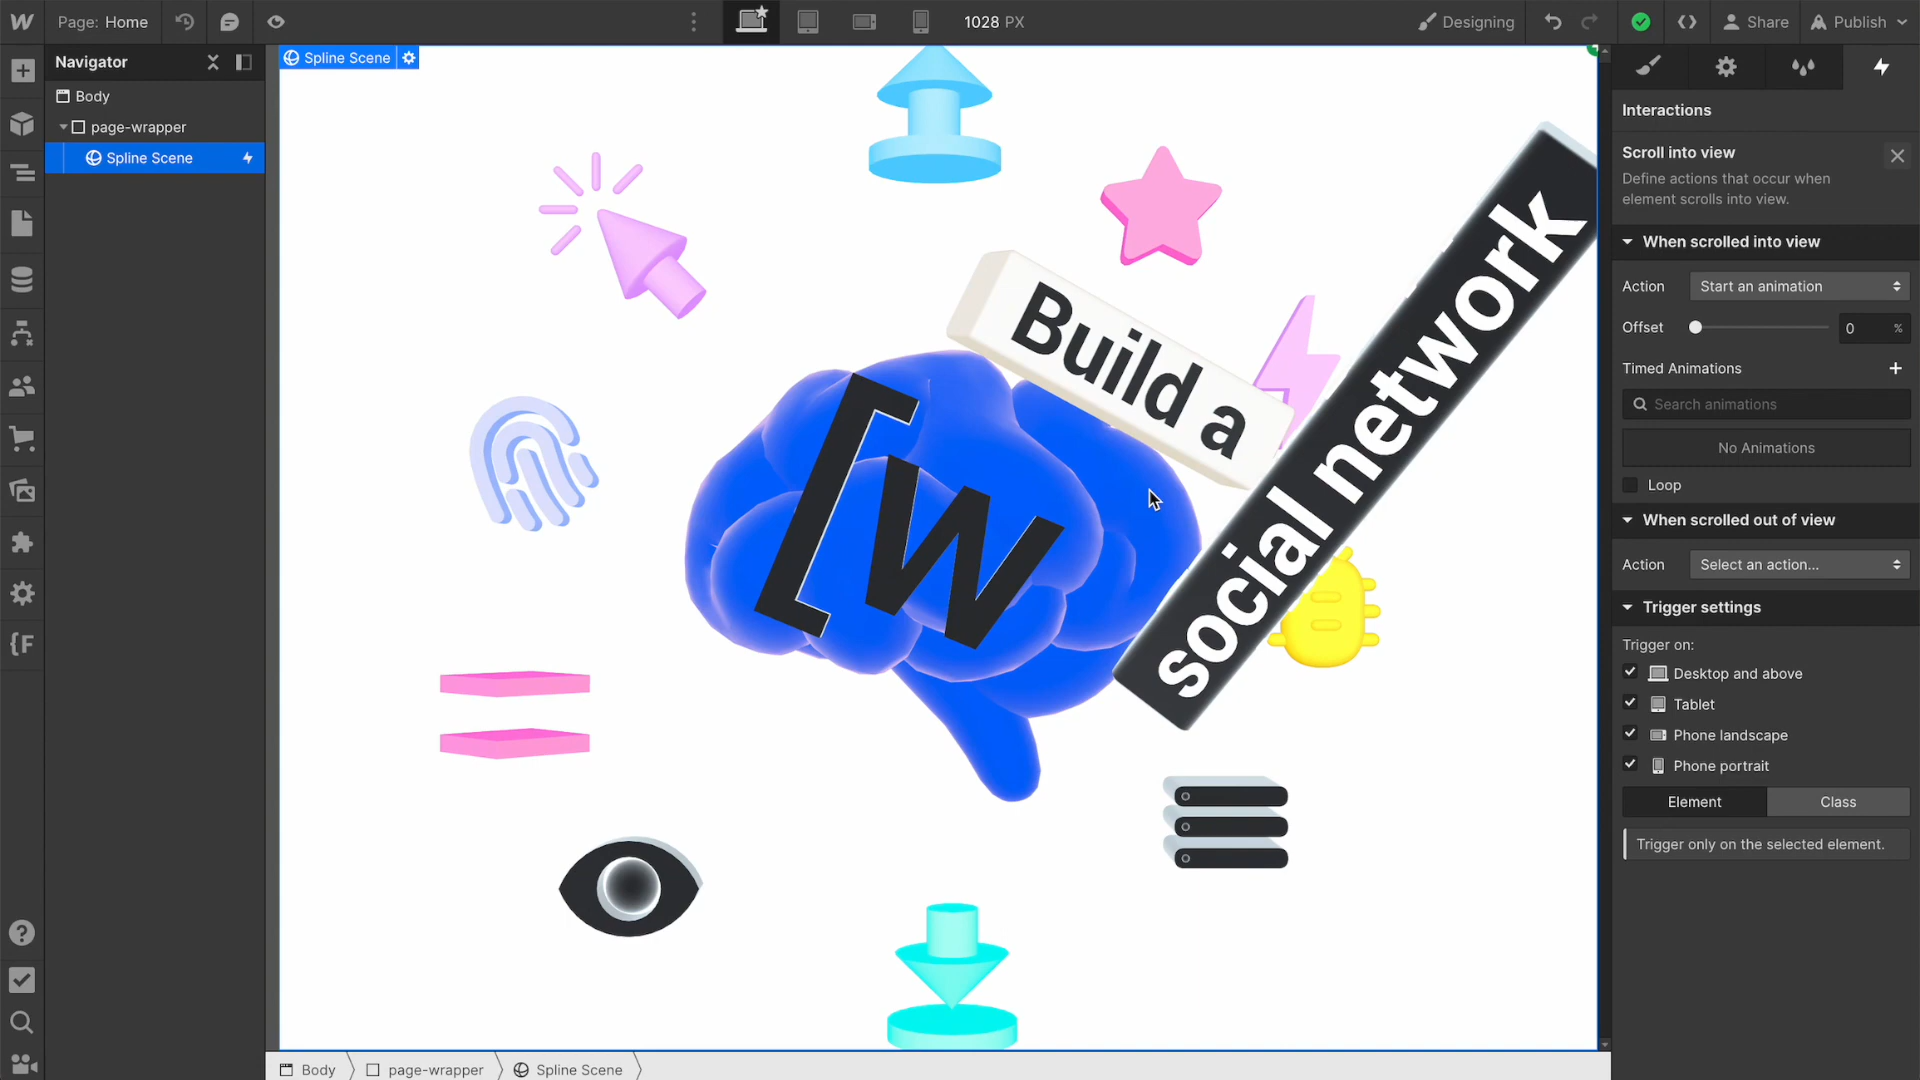 Page: Home
1028 PX
Designing
Share
Publish
Navigator
Body
page-wrapper
Spline Scene
Spline Scene
Build a
social network
[w
Interactions
Scroll into view
Define actions that occur when
element scrolls into view.
When scrolled into view
Action
Start an animation
Offset
0 %
Timed Animations
Search animations
No Animations
Loop
When scrolled out of view
Action
Select an action...
Trigger settings
Trigger on:
Desktop and above
Tablet
Phone landscape
Phone portrait
Element
Class
Trigger only on the selected element.
{F
Body
page-wrapper
Spline Scene